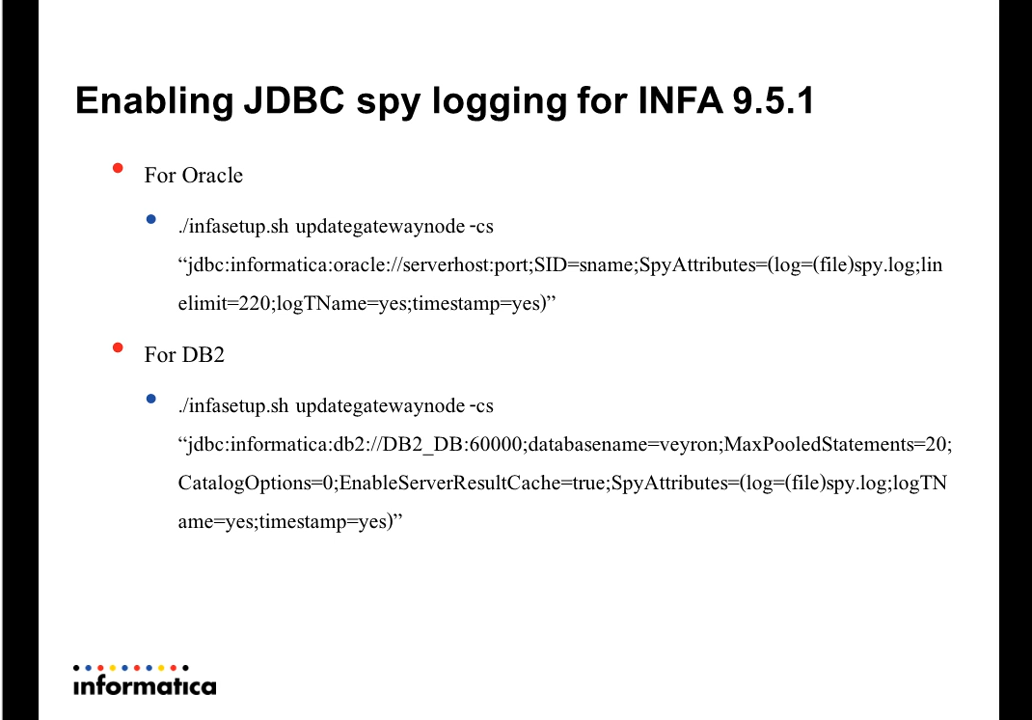 Enabling JDBC spy logging for INFA 9.5.1
For Oracle
./infasetup.sh updategatewaynode -cs
“jdbc:informatica:oracle://serverhost:port;SID=sname;SpyAttributes=(log=(file)spy.log;lin
elimit=220;logTName=yes;timestamp=yes)”
For DB2
./infasetup.sh updategatewaynode -cs
“jdbc:informatica:db2://DB2_DB:60000;databasename=veyron;MaxPooledStatements=20;
CatalogOptions=0;EnableServerResultCache=true;SpyAttributes=(log=(file)spy.log;logTN
ame=yes;timestamp=yes)”
informatica